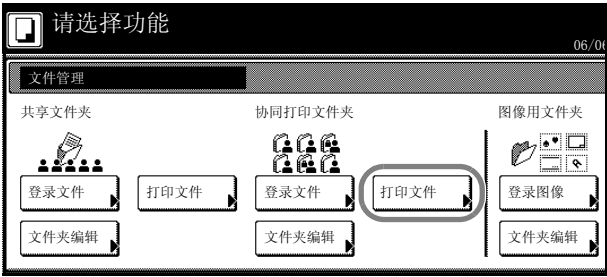 请选择功能
06/06
文件管理
共享文件夹 协同打印文件夹 图像用文件夹
登录文件 打印文件 登录文件 打印文件 登录图像
文件夹编辑 文件夹编辑 文件夹编辑